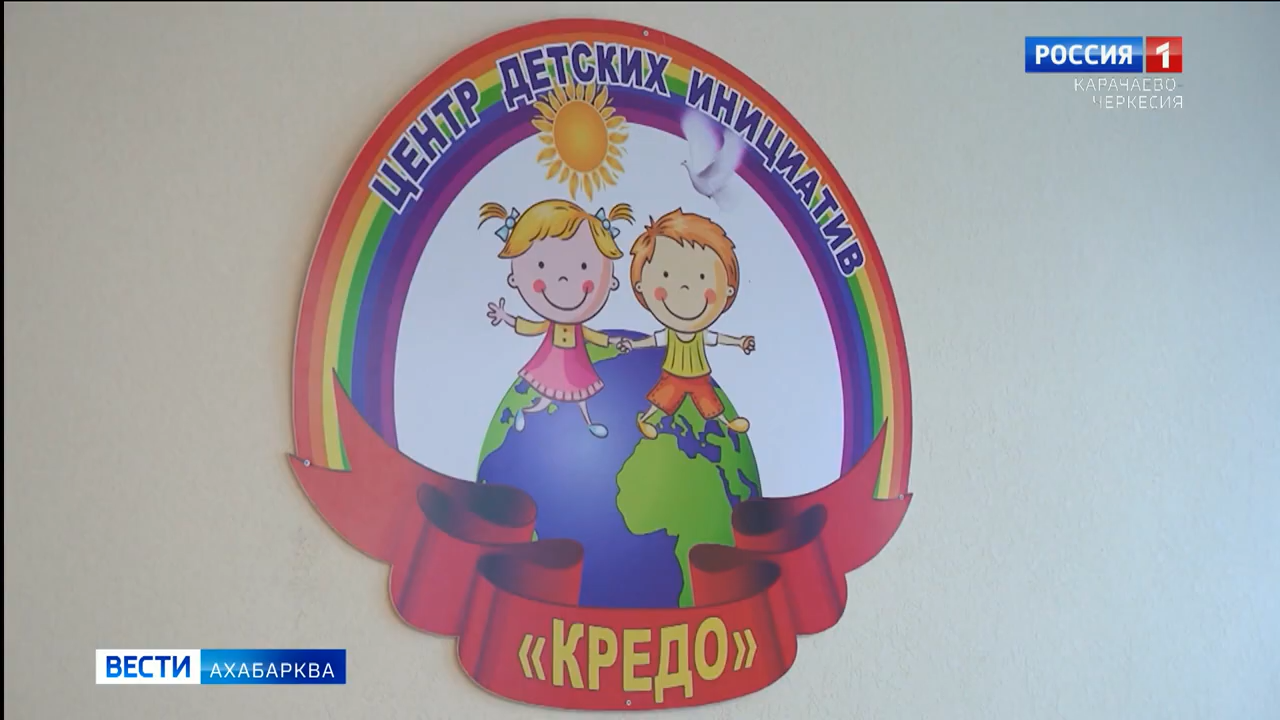 ЦЕНТР ДЕТСКИХ ИНИЦИАТИВ
РОССИЯ 1
КАРАЧАЕВО-
ЧЕРКЕСИЯ
«КРЕДО»
ВЕСТИ АХАБАРКВА